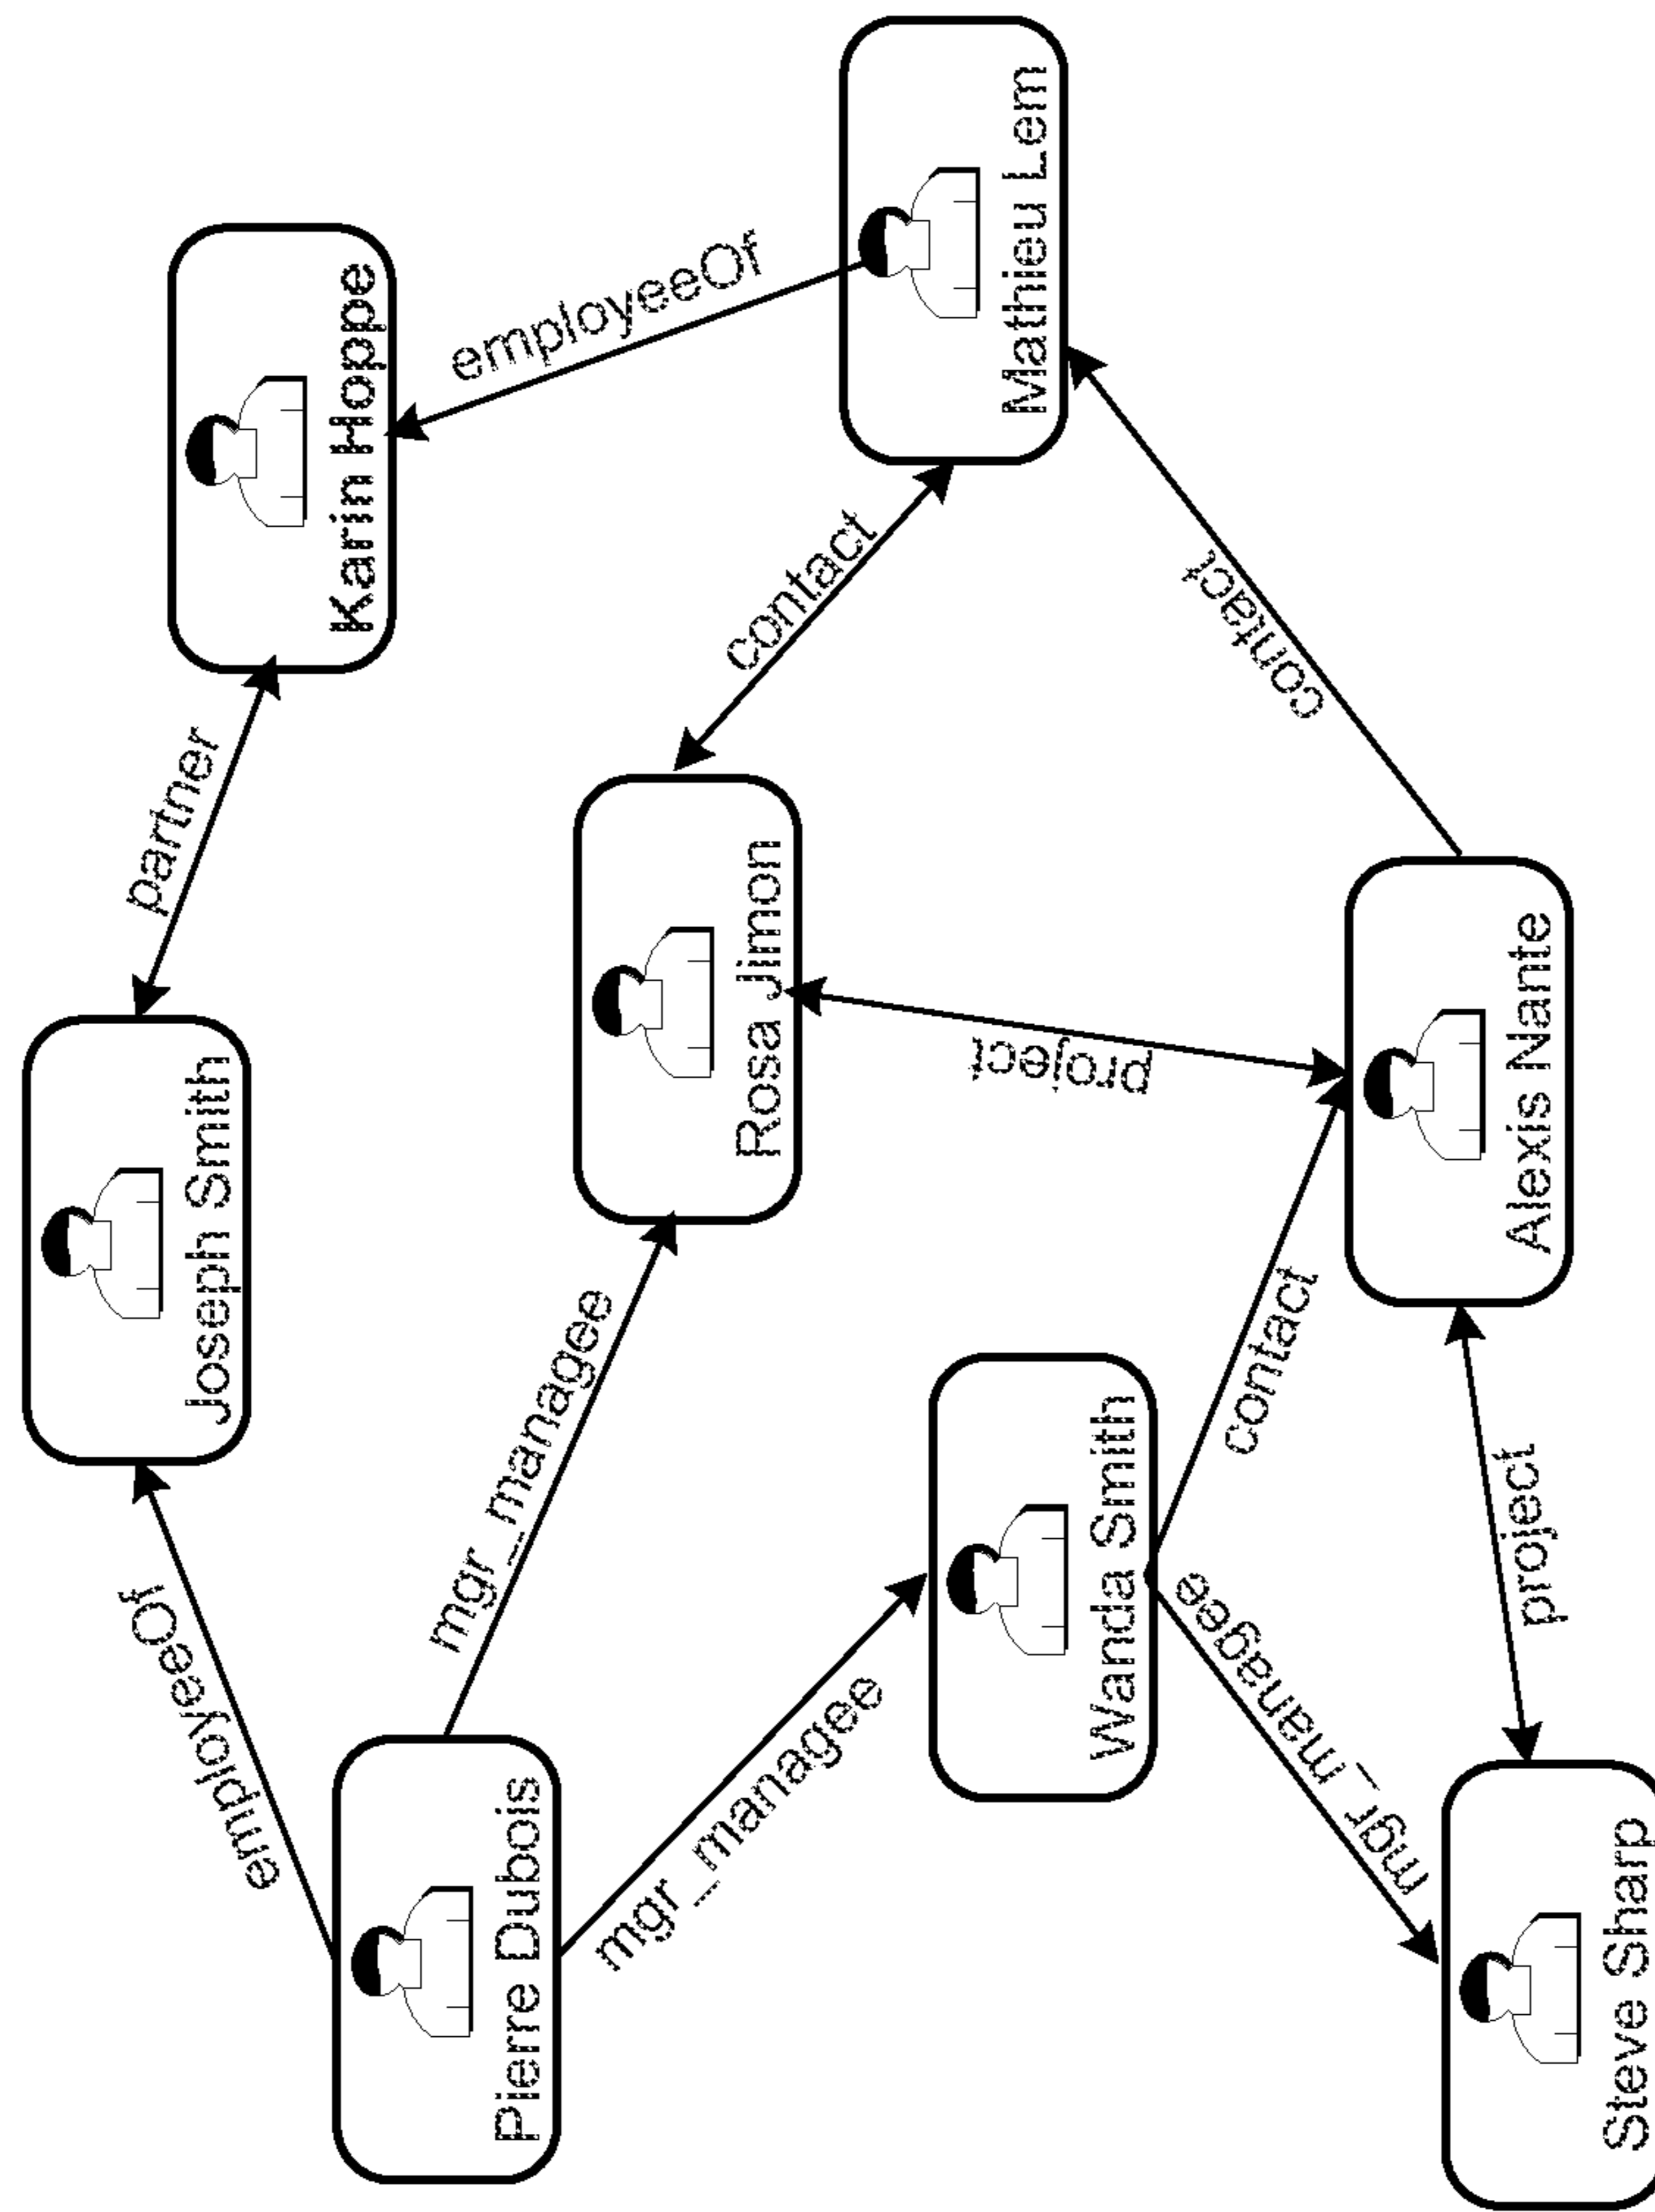 Joseph Smith
partner
Karin Hoppe
employeeOf
employeeOf
Pierre Dubois
mgr_managee
Rosa Jimon
contact
Mathieu Lem
mgr_managee
project
contact
Wanda Smith
contact
mgr_managee
Alexis Nante
project
Steve Sharp